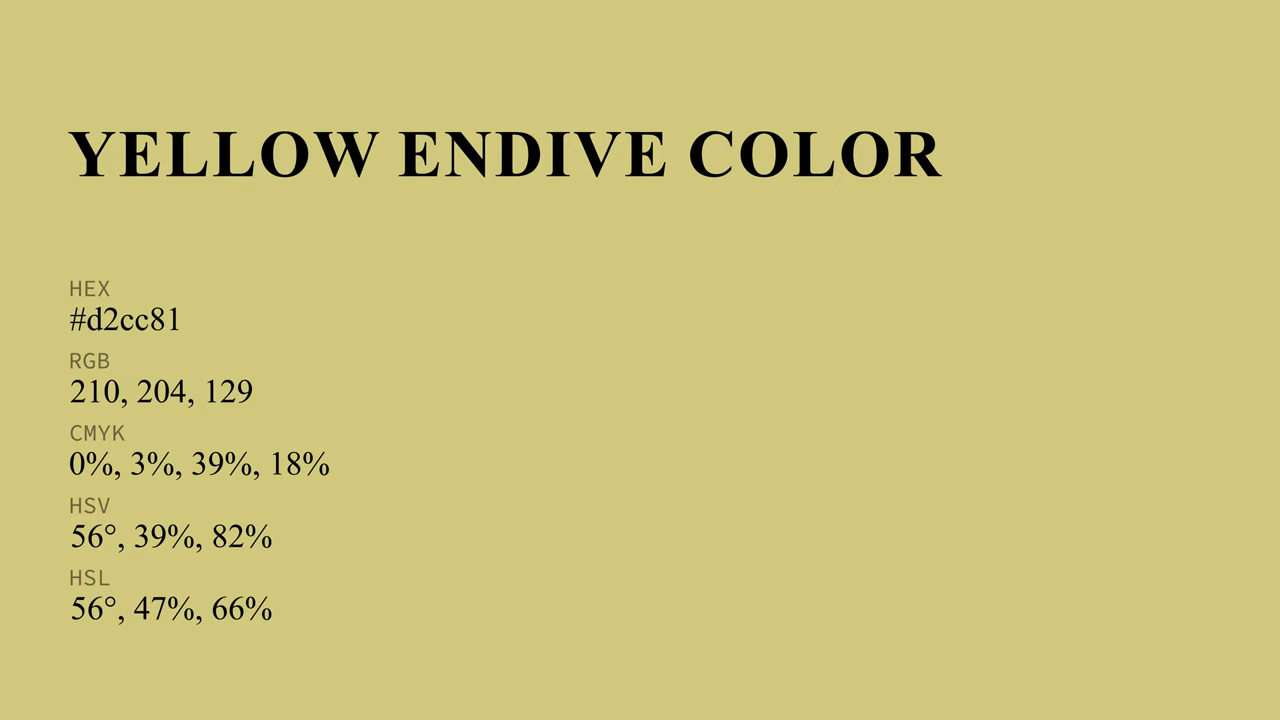 YELLOW ENDIVE COLOR
HEX
#d2cc81
RGB
210, 204, 129
CMYK
0%, 3%, 39%, 18%
HSV
56°, 39%, 82%
HSL
56°, 47%, 66%